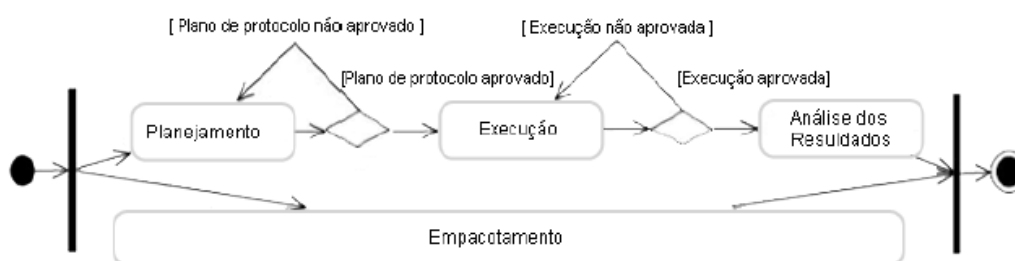 [ Plano de protocolo não aprovado ]
[ Execução não aprovada ]
[Plano de protocolo aprovado]
[Execução aprovada]
Planejamento
Execução
Análise dos
Resuldados
Empacotamento